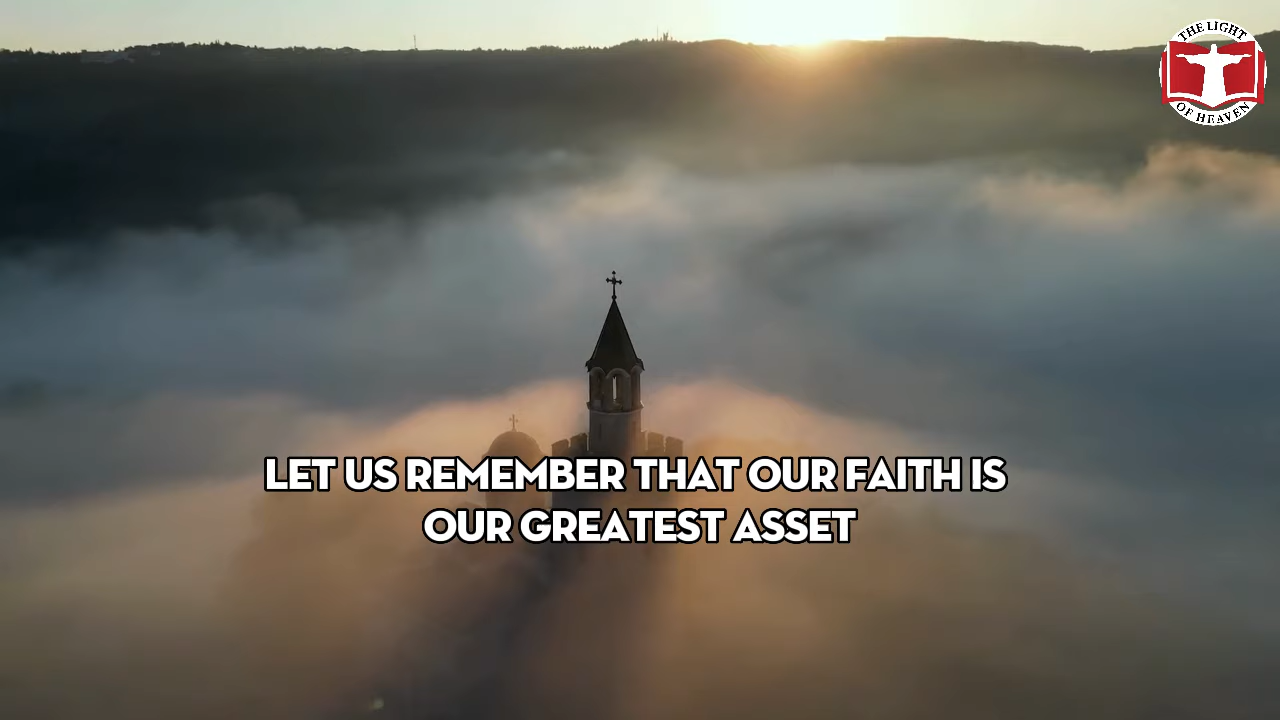 THE LIGHT
OF HEAVEN
LET US REMEMBER THAT OUR FAITH IS
OUR GREATEST ASSET